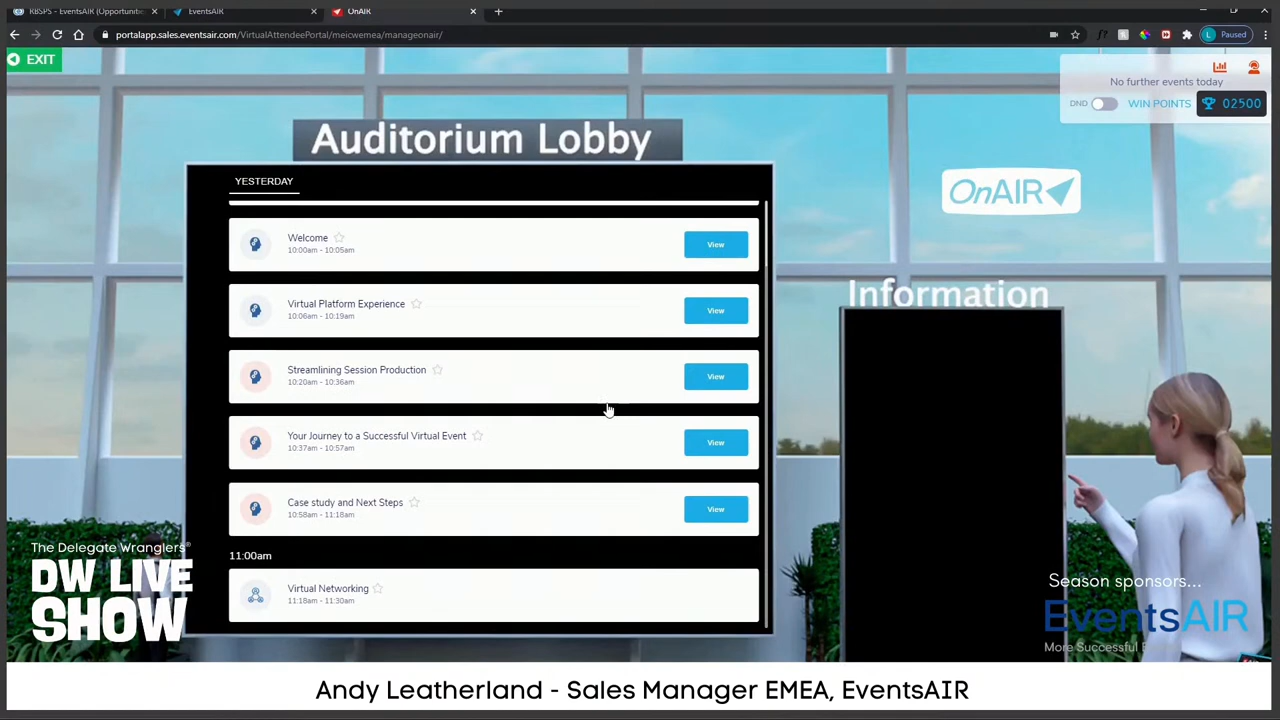 RBSPS - EventsAIR (Opportunitie
EventsAIR
OnAIR
portalapp.sales.eventsair.com/VirtualAttendeePortal/meicwemea/manageonair/
L Paused
EXIT
No further events today
DND WIN POINTS 02500
Auditorium Lobby
OnAIR
YESTERDAY
Welcome
10:00am - 10:05am
View
Virtual Platform Experience
10:06am - 10:19am
View
Streamlining Session Production
10:20am - 10:36am
View
Your Journey to a Successful Virtual Event
10:37am - 10:57am
View
Case study and Next Steps
10:58am - 11:18am
View
11:00am
Virtual Networking
11:18am - 11:30am
Information
The Delegate Wranglers®
DW LIVE
SHOW
Season sponsors...
EventsAIR
More Successful
Andy Leatherland - Sales Manager EMEA, EventsAIR